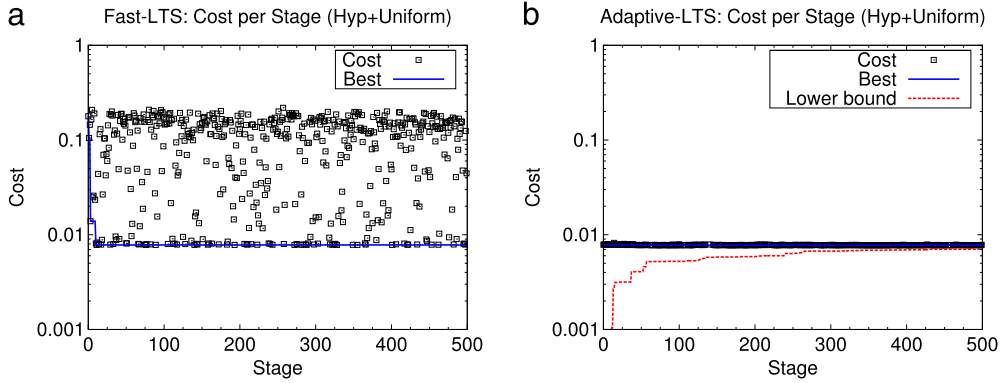 a
Fast-LTS: Cost per Stage (Hyp+Uniform)
Cost
Best
1
0.1
0.01
0.001
Cost
0 100 200 300 400 500
Stage
b
Adaptive-LTS: Cost per Stage (Hyp+Uniform)
Cost
Best
Lower bound
1
0.1
0.01
0.001
Cost
0 100 200 300 400 500
Stage